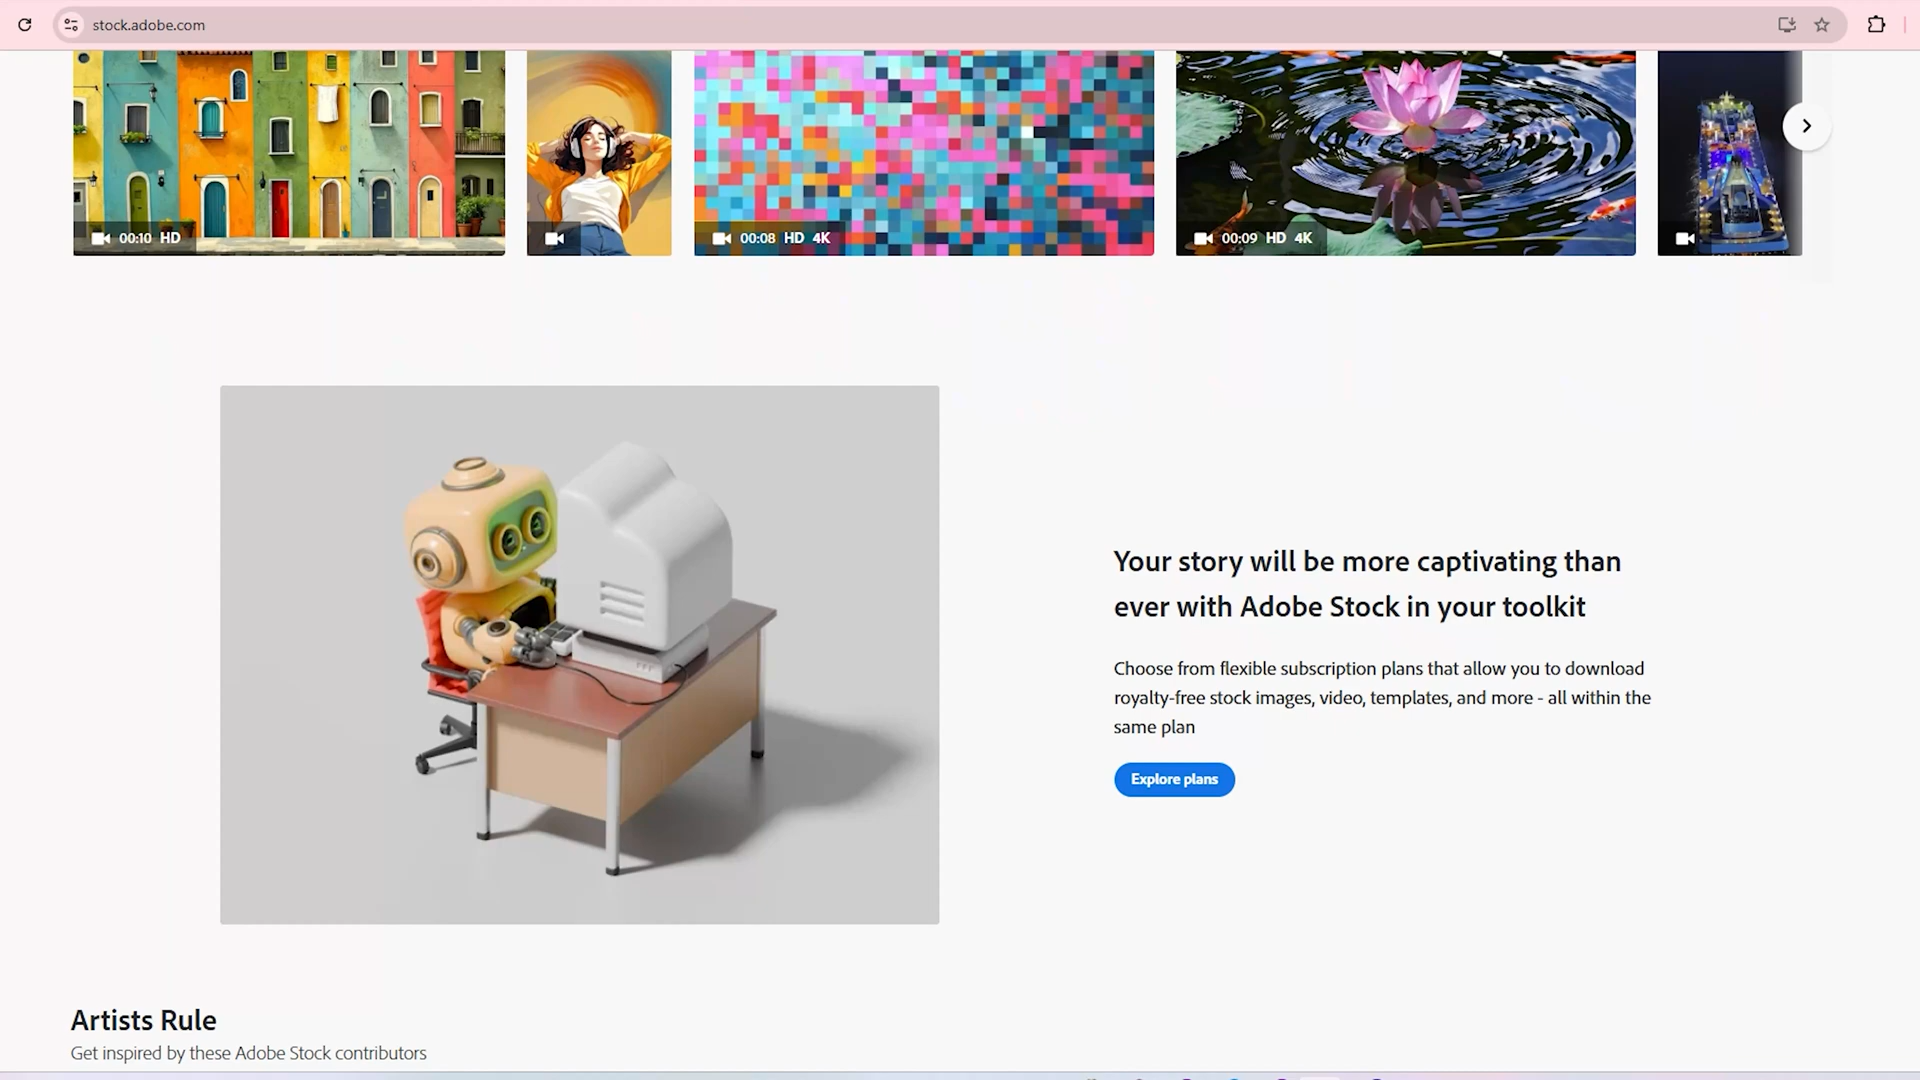 stock.adobe.com
00:10 HD
00:08 HD 4K
00:09 HD 4K
Your story will be more captivating than
ever with Adobe Stock in your toolkit
Choose from flexible subscription plans that allow you to download
royalty-free stock images, video, templates, and more - all within the
same plan
Explore plans
Artists Rule
Get inspired by these Adobe Stock contributors